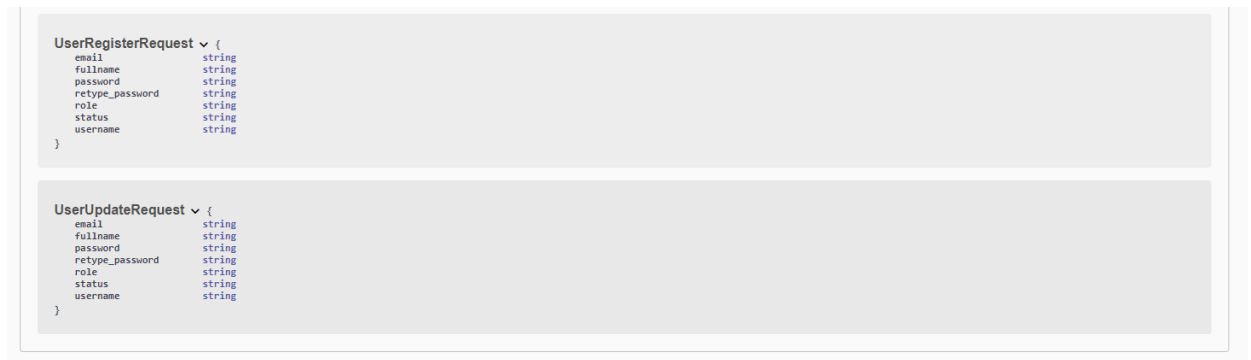 UserRegisterRequest {
email string
fullname string
password string
retype_password string
role string
status string
username string
}
UserUpdateRequest {
email string
fullname string
password string
retype_password string
role string
status string
username string
}